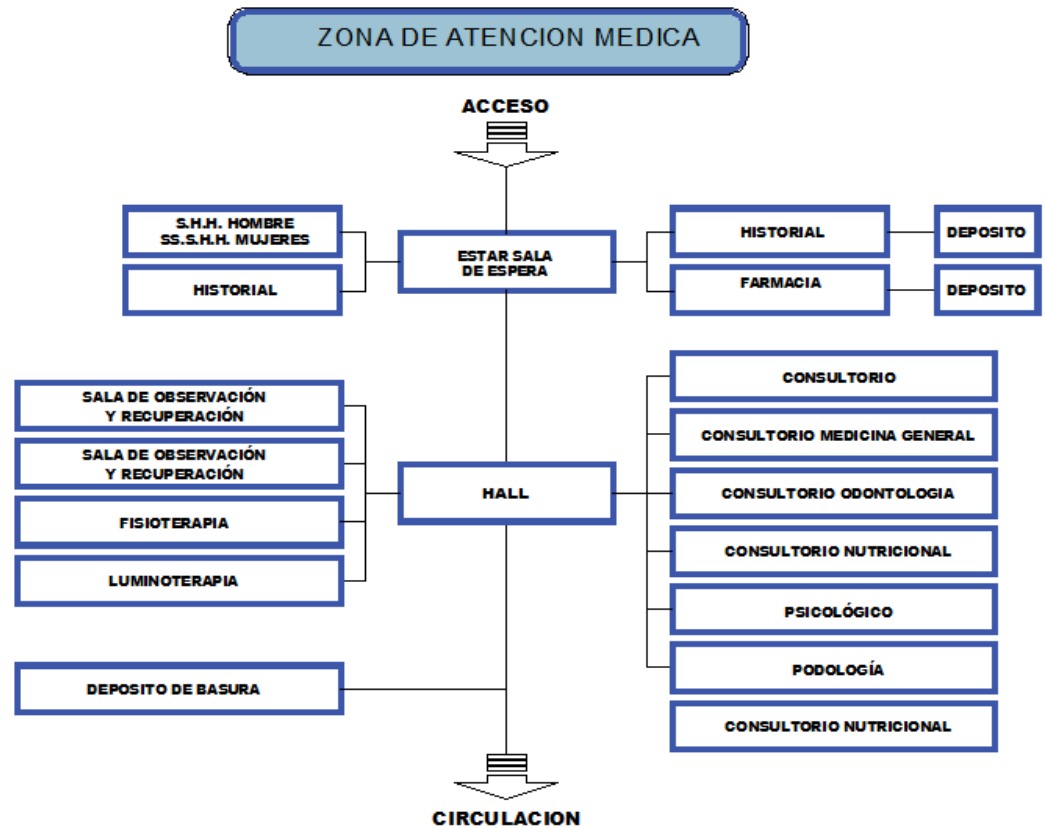 ZONA DE ATENCION MEDICA
ACCESO
S.H.H. HOMBRE
SS.S.H.H. MUJERES
HISTORIAL
ESTAR SALA
DE ESPERA
HISTORIAL
DEPOSITO
FARMACIA
DEPOSITO
SALA DE OBSERVACIÓN
Y RECUPERACIÓN
SALA DE OBSERVACIÓN
Y RECUPERACIÓN
FISIOTERAPIA
LUMINOTERAPIA
HALL
CONSULTORIO
CONSULTORIO MEDICINA GENERAL
CONSULTORIO ODONTOLOGIA
CONSULTORIO NUTRICIONAL
PSICOLÓGICO
PODOLOGÍA
CONSULTORIO NUTRICIONAL
DEPOSITO DE BASURA
CIRCULACION